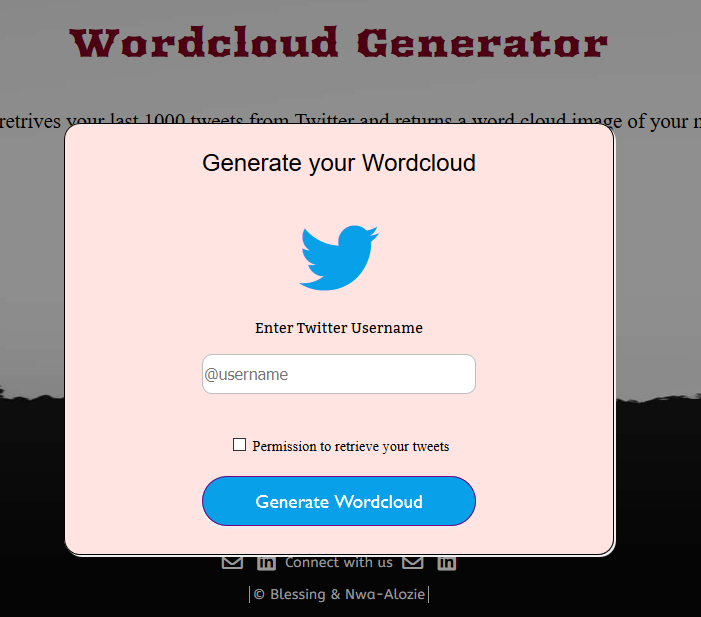 Wordcloud Generator
retrives your last 1000 tweets from Twitter and returns a word cloud image of your
Generate your Wordcloud
Enter Twitter Username
@username
Permission to retrieve your tweets
Generate Wordcloud
Connect with us
|© Blessing & Nwa-Alozie|